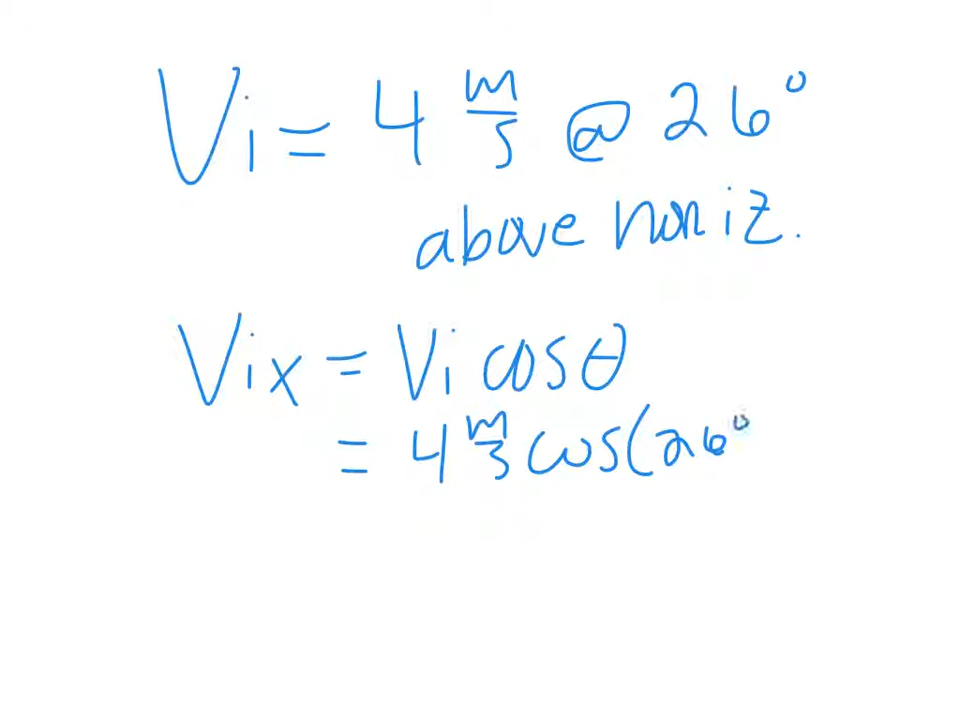 Vi = 4 m/s @ 26°
above horiz.
Vix = Vi cosθ
= 4 m/s cos(26°